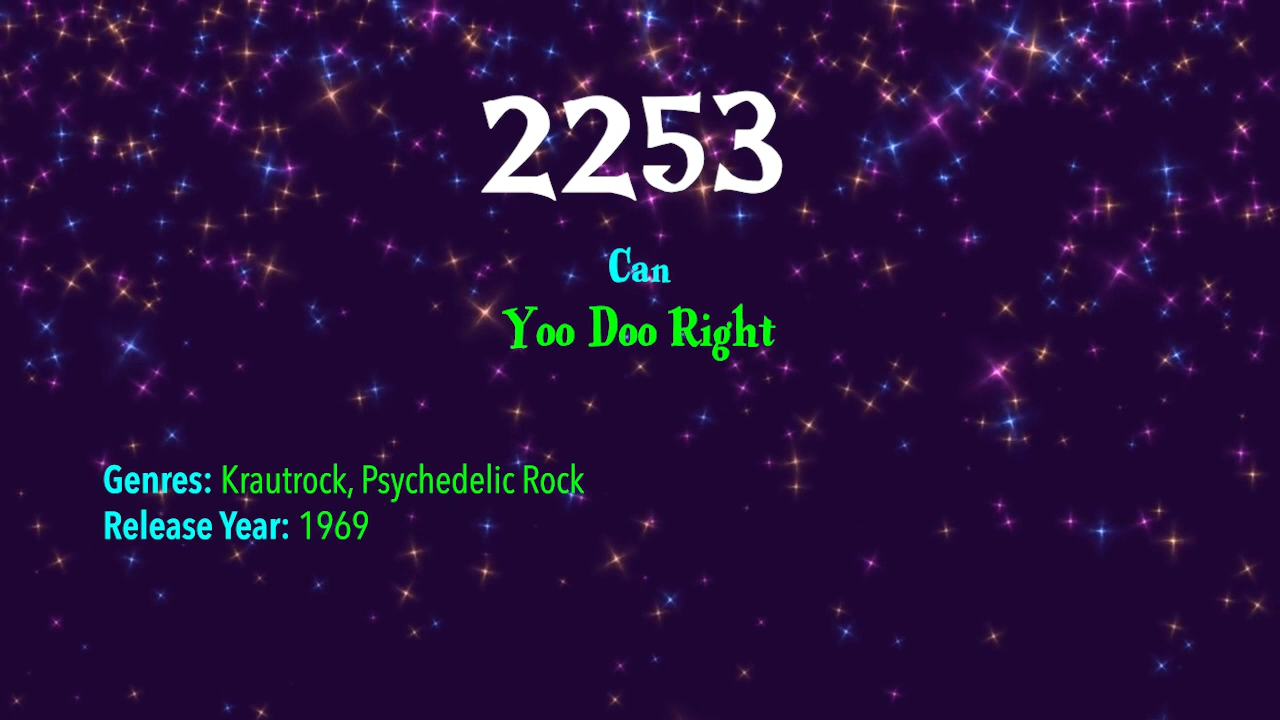 2253
Can
Yoo Doo Right
Genres: Krautrock, Psychedelic Rock
Release Year: 1969